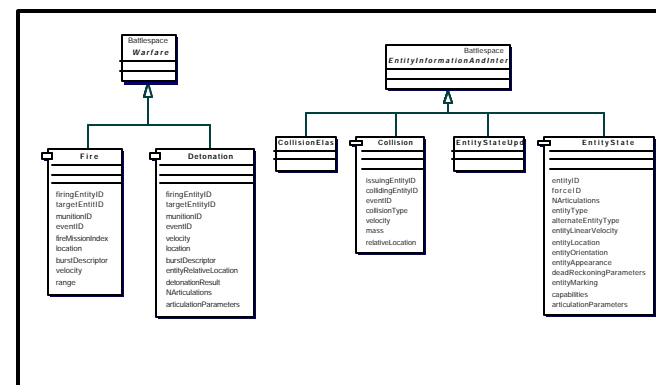 Battlespace
Warfare
Battlespace
EntityInformationAndInter
Fire
firingEntityID
targetEntitID
munitionID
eventID
fireMissionIndex
location
burstDescriptor
velocity
range
Detonation
firingEntityID
targetEntityID
munitionID
eventID
velocity
location
burstDescriptor
entityRelativeLocation
detonationResult
NArticulations
articulationParameters
CollisionElas
Collision
issuingEntityID
collidingEntityID
eventID
collisionType
velocity
mass
relativeLocation
EntityStateUpd
EntityState
entityID
forceID
NArticulations
entityType
alternateEntityType
entityLinearVelocity
entityLocation
entityOrientation
entityAppearance
deadReckoningParameters
entityMarking
capabilities
articulationParameters